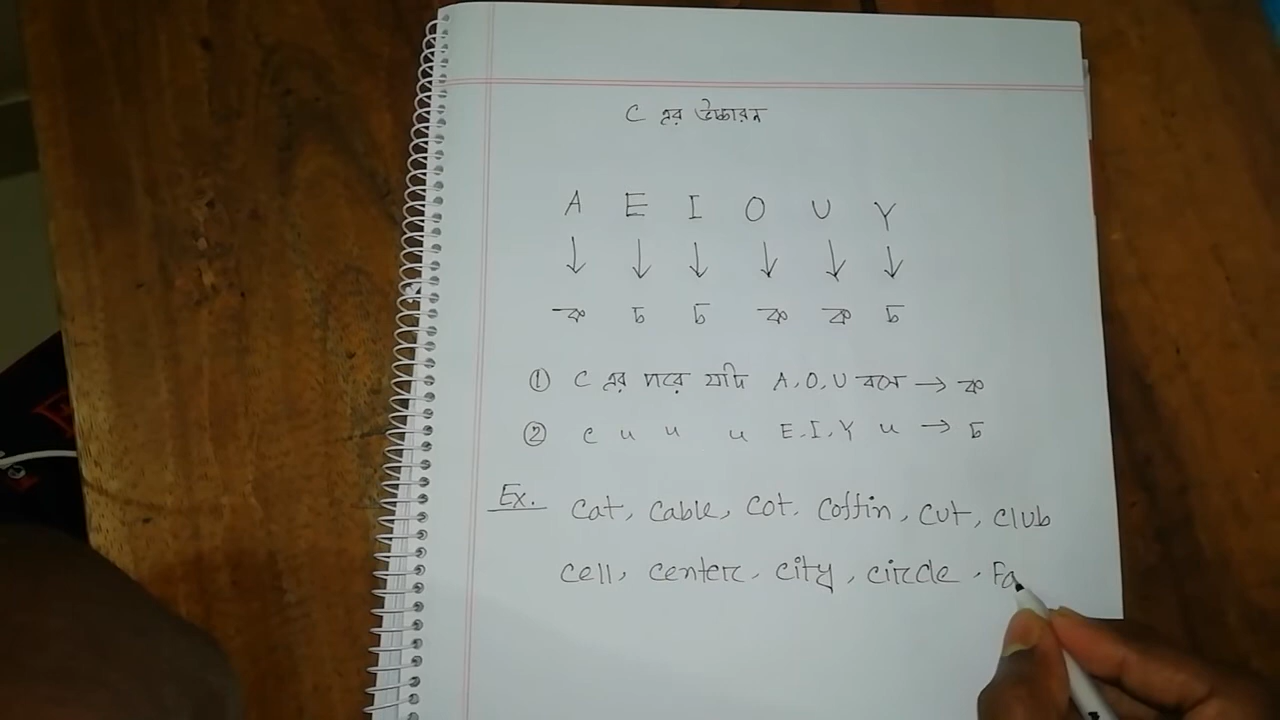 C এর উচ্চারন
A E I O U Y
↓ ↓ ↓ ↓ ↓ ↓
ক চ চ ক ক চ
① C এর পরে যদি A, O, U বসে → ক
② C " " " E, I, Y " → চ
Ex. Cat, Cable, Cot, Coffin, Cut, Club
Cell, Center, City, Circle, Fa